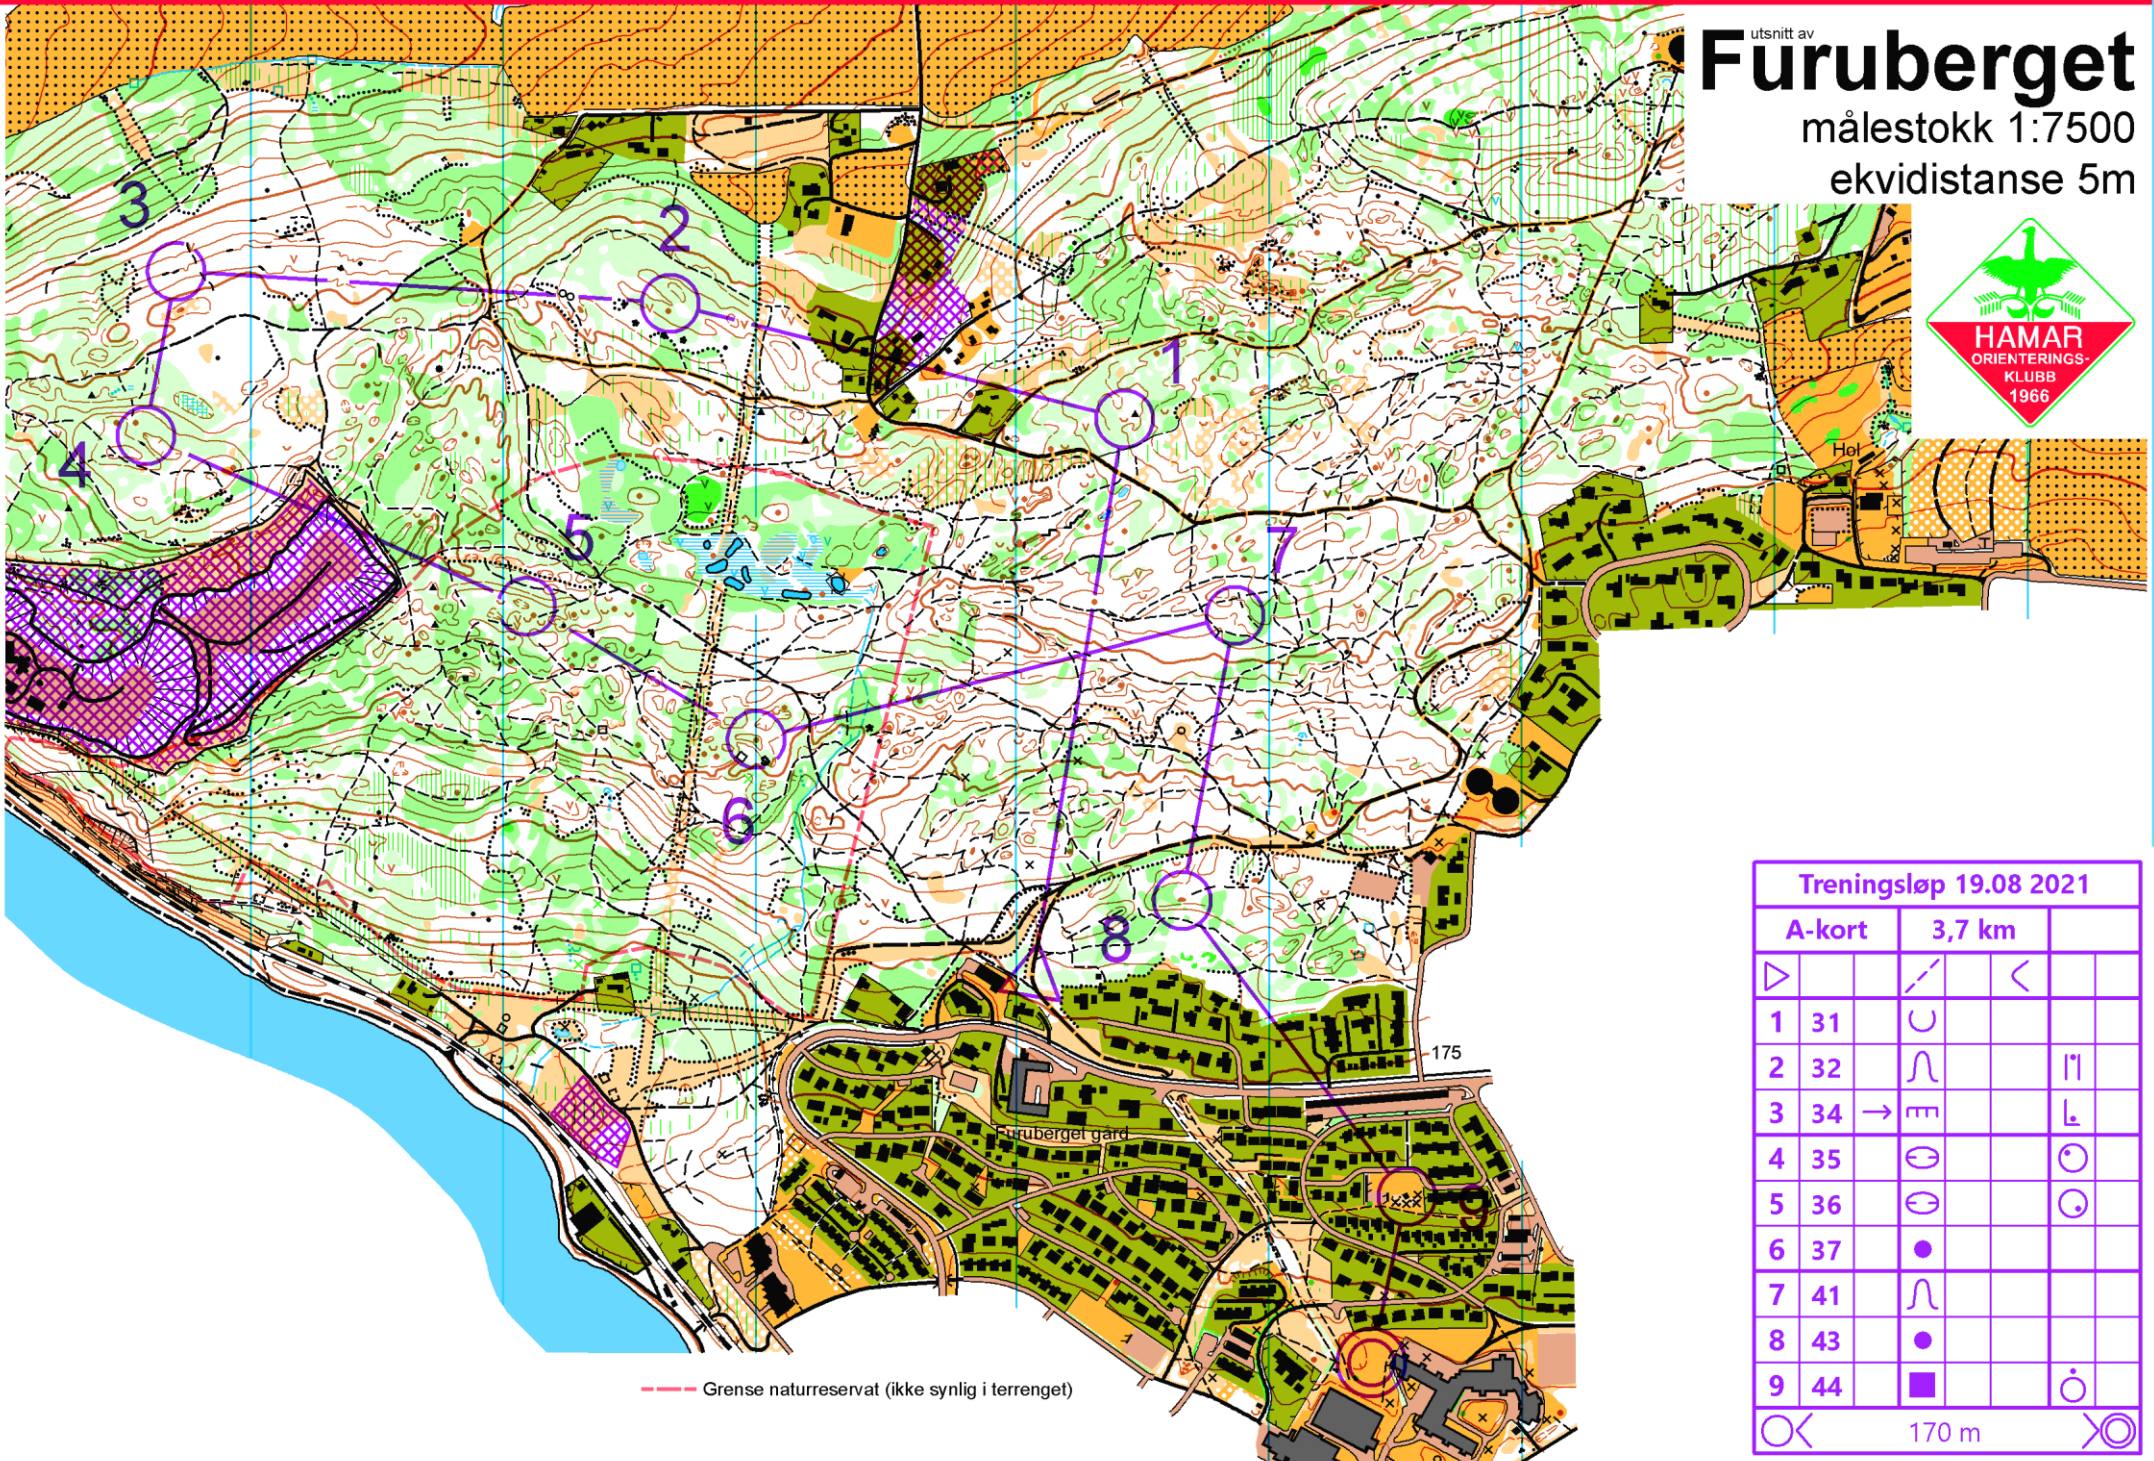 utsnitt av
Furuberget
målestokk 1:7500
ekvidistanse 5m
HAMAR
ORIENTERINGS-
KLUBB
1966
3
2
1
4
5
7
6
8
9
Hol
175
Furuberget gård
Grense naturreservat (ikke synlig i terrenget)
Treningsløp 19.08 2021
A-kort 3,7 km
1 31
2 32
3 34
4 35
5 36
6 37
7 41
8 43
9 44
170 m